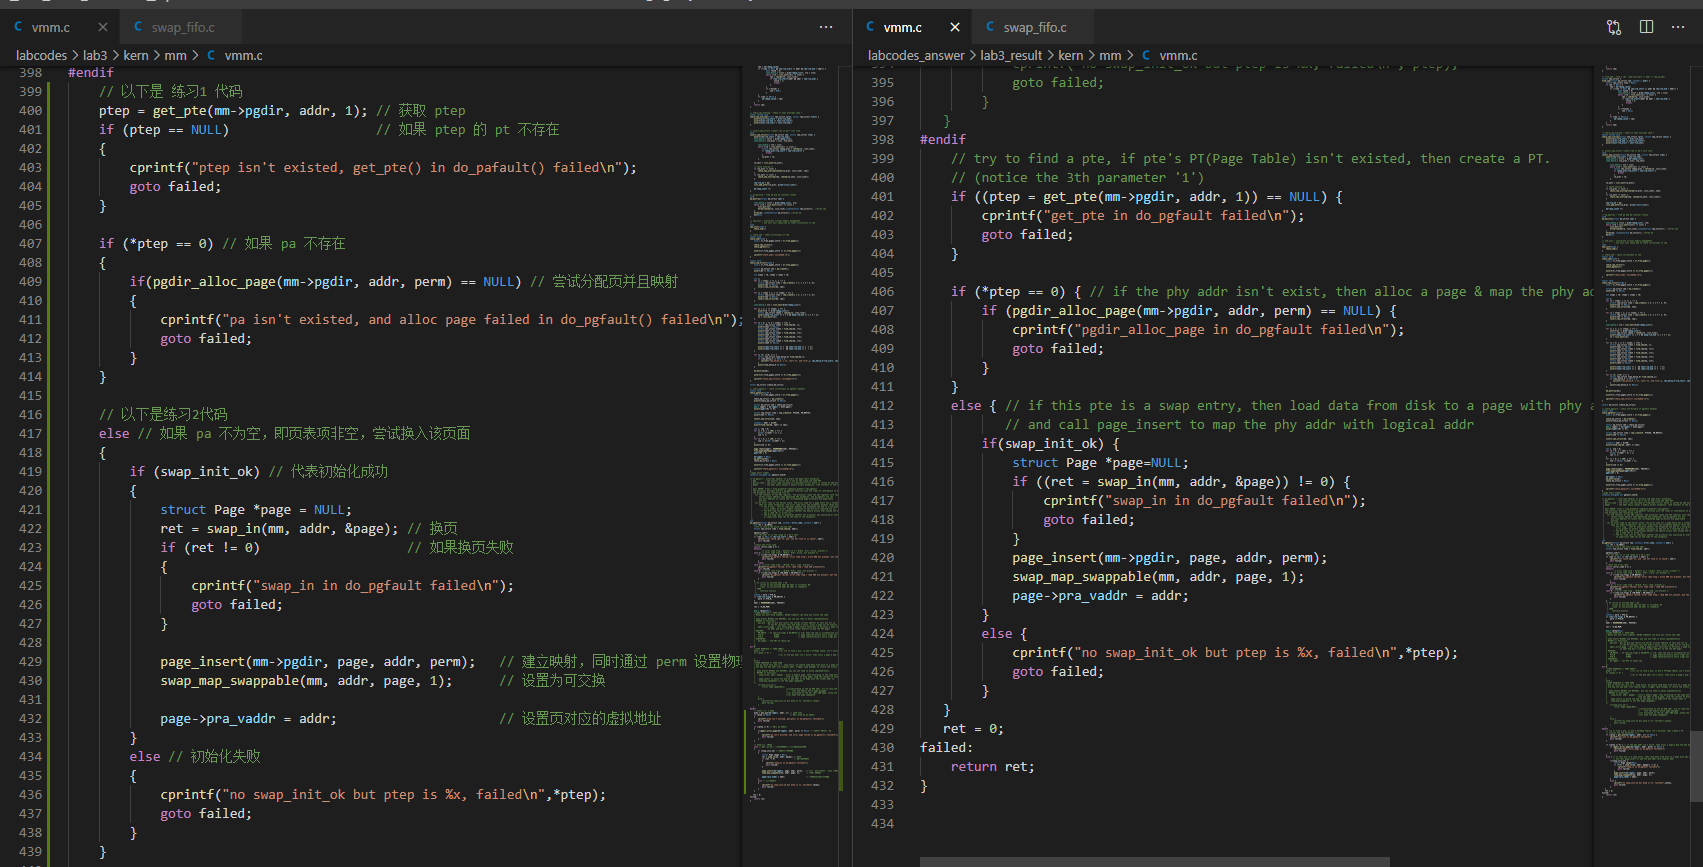 vmm.c
swap_fifo.c
labcodes > lab3 > kern > mm > C vmm.c
398 #endif
399 // 以下是 练习1 代码
400 ptep = get_pte(mm->pgdir, addr, 1); // 获取 ptep
401 if (ptep == NULL) // 如果 ptep 的 pt 不存在
402 {
403 cprintf("ptep isn't existed, get_pte() in do_pafault() failed\n");
404 goto failed;
405 }
406
407 if (*ptep == 0) // 如果 pa 不存在
408 {
409 if(pgdir_alloc_page(mm->pgdir, addr, perm) == NULL) // 尝试分配页并且映射
410 {
411 cprintf("pa isn't existed, and alloc page failed in do_pgfault() failed\n");
412 goto failed;
413 }
414 }
415
416 // 以下是练习2代码
417 else // 如果 pa 不为空，即页表项非空，尝试换入该页面
418 {
419 if (swap_init_ok) // 代表初始化成功
420 {
421 struct Page *page = NULL;
422 ret = swap_in(mm, addr, &page); // 换页
423 if (ret != 0) // 如果换页失败
424 {
425 cprintf("swap_in in do_pgfault failed\n");
426 goto failed;
427 }
428
429 page_insert(mm->pgdir, page, addr, perm); // 建立映射，同时通过 perm 设置物
430 swap_map_swappable(mm, addr, page, 1); // 设置为可交换
431
432 page->pra_vaddr = addr; // 设置页对应的虚拟地址
433 }
434 else // 初始化失败
435 {
436 cprintf("no swap_init_ok but ptep is %x, failed\n",*ptep);
437 goto failed;
438 }
439 }
vmm.c
swap_fifo.c
labcodes_answer > lab3_result > kern > mm > C vmm.c
cprintf("no swap_init_ok but ptep is %x, failed\n",*ptep);
395 goto failed;
396 }
397 }
398 #endif
399 // try to find a pte, if pte's PT(Page Table) isn't existed, then create a PT.
400 // (notice the 3th parameter '1')
401 if ((ptep = get_pte(mm->pgdir, addr, 1)) == NULL) {
402 cprintf("get_pte in do_pgfault failed\n");
403 goto failed;
404 }
405
406 if (*ptep == 0) { // if the phy addr isn't exist, then alloc a page & map the phy ad
407 if (pgdir_alloc_page(mm->pgdir, addr, perm) == NULL) {
408 cprintf("pgdir_alloc_page in do_pgfault failed\n");
409 goto failed;
410 }
411 }
412 else { // if this pte is a swap entry, then load data from disk to a page with phy a
413 // and call page_insert to map the phy addr with logical addr
414 if(swap_init_ok) {
415 struct Page *page=NULL;
416 if ((ret = swap_in(mm, addr, &page)) != 0) {
417 cprintf("swap_in in do_pgfault failed\n");
418 goto failed;
419 }
420 page_insert(mm->pgdir, page, addr, perm);
421 swap_map_swappable(mm, addr, page, 1);
422 page->pra_vaddr = addr;
423 }
424 else {
425 cprintf("no swap_init_ok but ptep is %x, failed\n",*ptep);
426 goto failed;
427 }
428 }
429 ret = 0;
430 failed:
431 return ret;
432 }
433
434